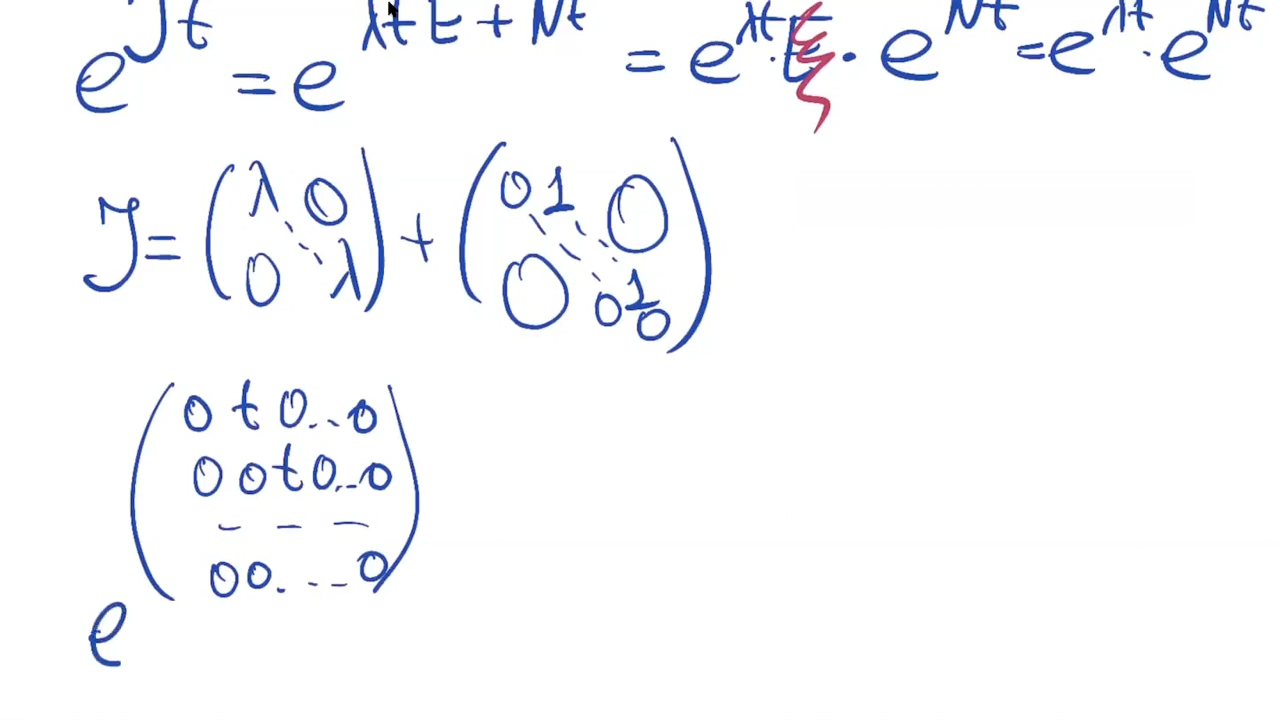 e^{Jt} = e^{λt E + Nt} = e^{λt}·E · e^{Nt} = e^{λt} · e^{Nt}
J = ( λ 0
0 λ ) + ( 0 1 0
0 0 1 0 )
( 0 t 0 ... 0
0 0 t 0 ... 0
- - -
0 0 . ... 0 )
e